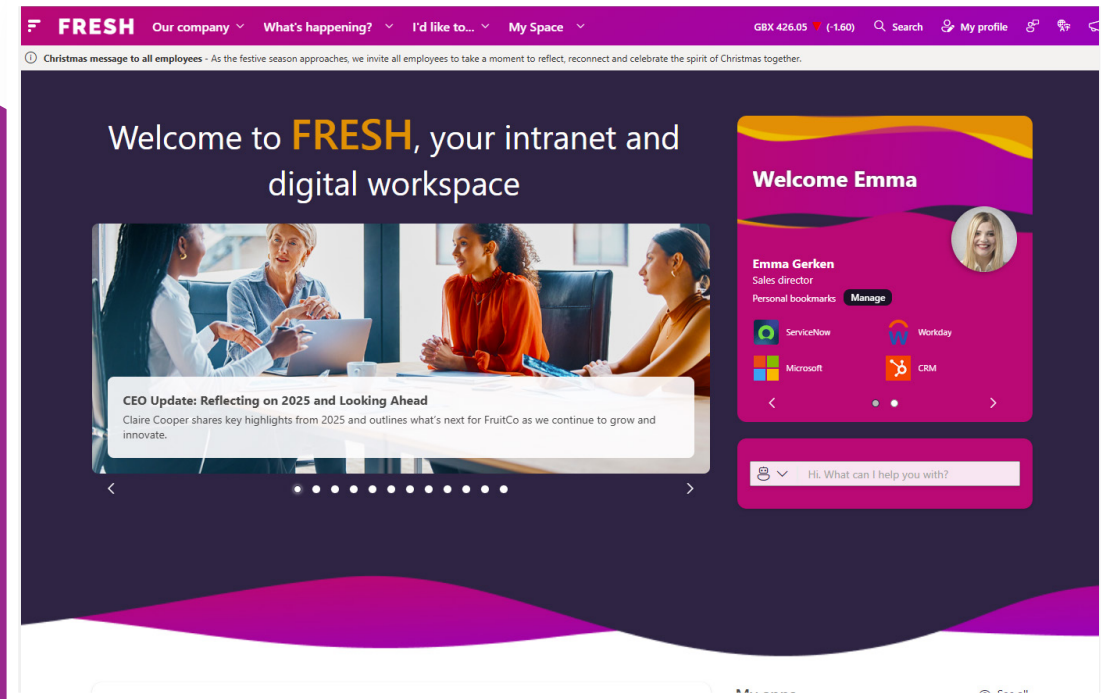 FRESH Our company What's happening? I'd like to... My Space GBX 426.05 (-1.60) Search My profile
Christmas message to all employees - As the festive season approaches, we invite all employees to take a moment to reflect, reconnect and celebrate the spirit of Christmas together.
Welcome to FRESH, your intranet and
digital workspace
CEO Update: Reflecting on 2025 and Looking Ahead
Claire Cooper shares key highlights from 2025 and outlines what's next for FruitCo as we continue to grow and
innovate.
Welcome Emma
Emma Gerken
Sales director
Personal bookmarks Manage
ServiceNow Workday
Microsoft CRM
Hi. What can I help you with?